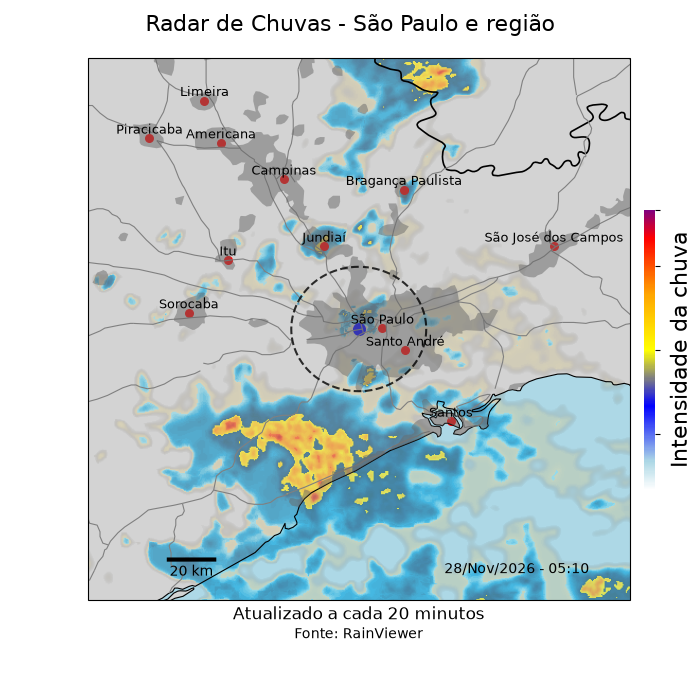 Radar de Chuvas - São Paulo e região
Limeira
Piracicaba
Americana
Campinas
Bragança Paulista
Jundiaí
São José dos Campos
Itu
Sorocaba
São Paulo
Santo André
Santos
Intensidade da chuva
20 km
28/Nov/2026 - 05:10
Atualizado a cada 20 minutos
Fonte: RainViewer